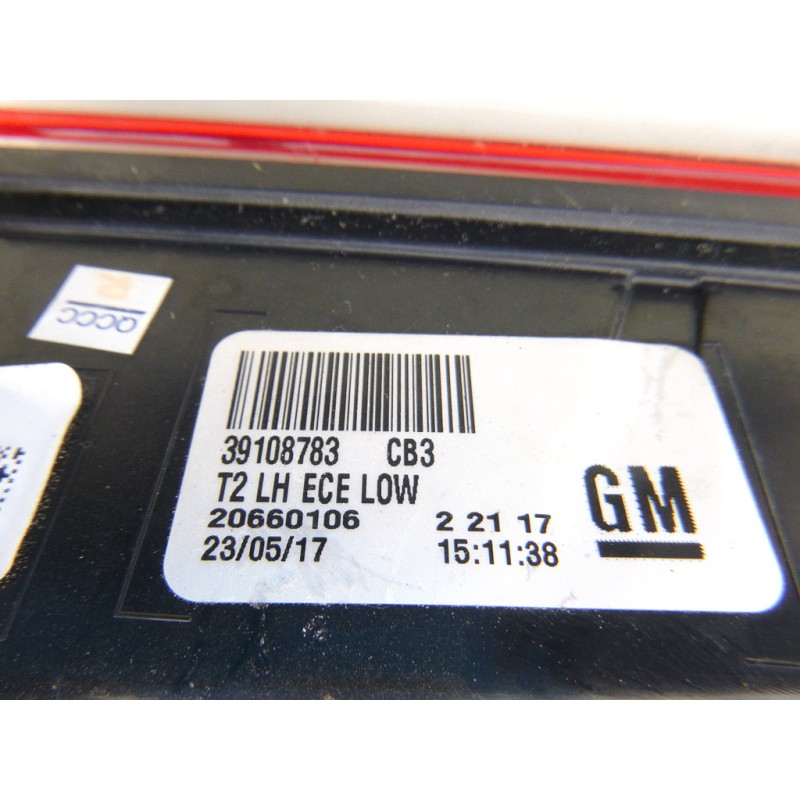 R
QCCC
39108783 CB3
T2 LH ECE LOW
20660106 2 21 17
23/05/17 15:11:38
GM